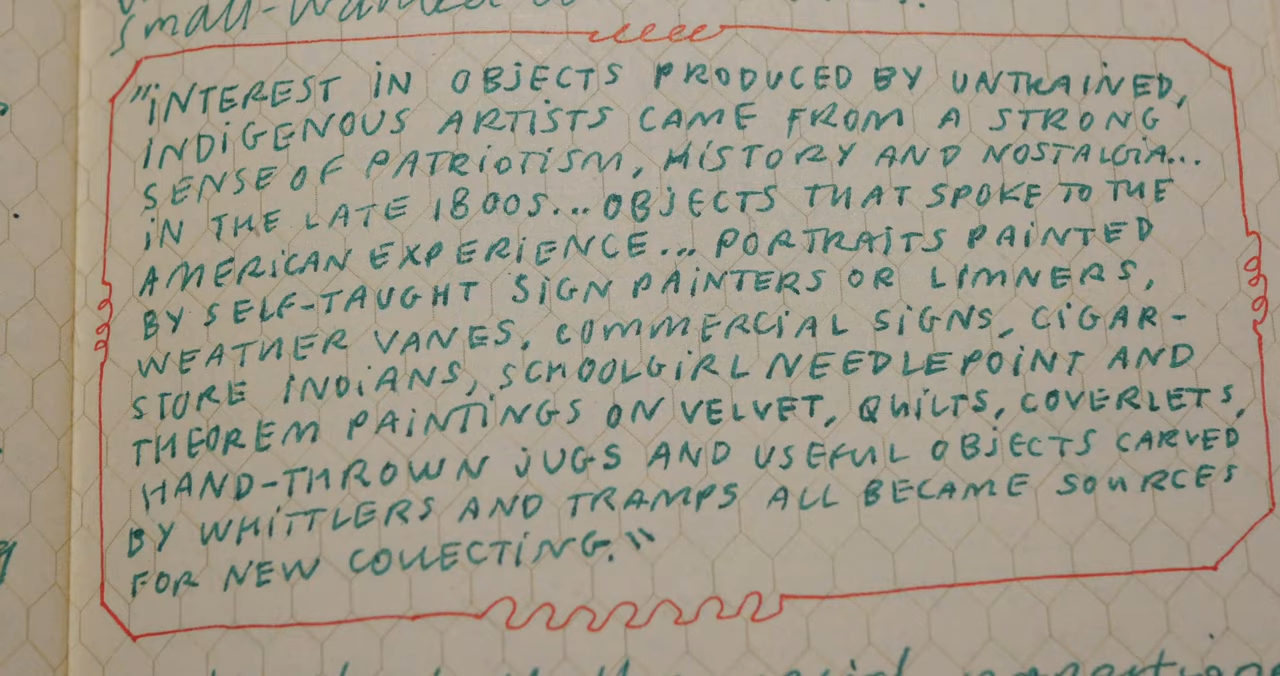 small-
"INTEREST IN OBJECTS PRODUCED BY UNTRAINED,
INDIGENOUS ARTISTS CAME FROM A STRONG
SENSE OF PATRIOTISM, HISTORY AND NOSTALGIA...
IN THE LATE 1800S... OBJECTS THAT SPOKE TO THE
AMERICAN EXPERIENCE... PORTRAITS PAINTED
BY SELF-TAUGHT SIGN PAINTERS OR LIMNERS,
WEATHER VANES, COMMERCIAL SIGNS, CIGAR-
STORE INDIANS, SCHOOLGIRL NEEDLEPOINT AND
THEOREM PAINTINGS ON VELVET, QUILTS, COVERLETS,
HAND-THROWN JUGS AND USEFUL OBJECTS CARVED
BY WHITTLERS AND TRAMPS ALL BECAME SOURCES
FOR NEW COLLECTING."